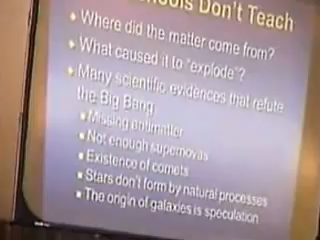 Schools Don't Teach
Where did the matter come from?
What caused it to "explode"?
Many scientific evidences that refute
the Big Bang
Missing antimatter
Not enough supernovas
Existence of comets
Stars don't form by natural processes
The origin of galaxies is speculation